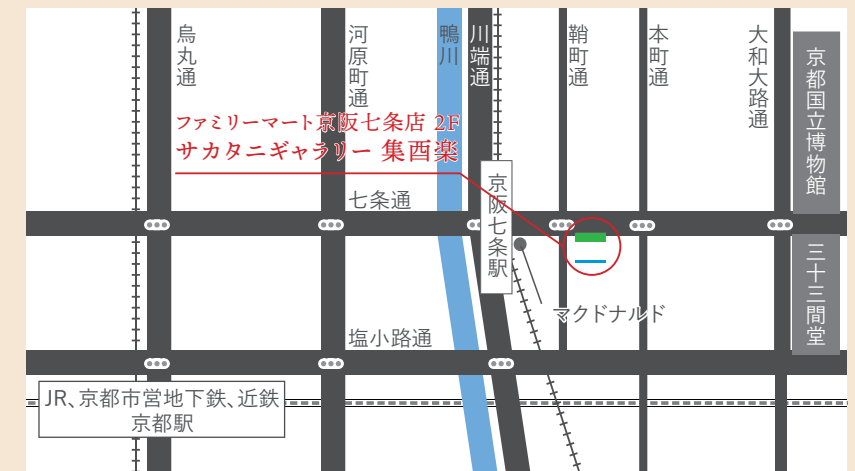 烏丸通
河原町通
鴨川
川端通
鞘町通
本町通
大和大路通
京都国立博物館
ファミリーマート京阪七条店 2F
サカタニギャラリー 集酉楽
七条通
京阪七条駅
三十三間堂
マクドナルド
塩小路通
JR、京都市営地下鉄、近鉄
京都駅